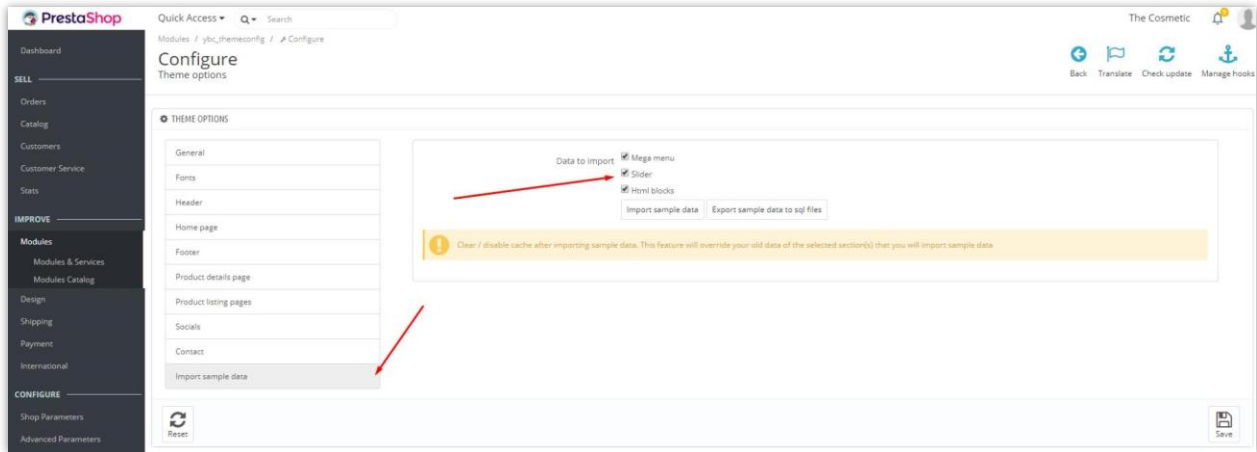 PrestaShop
Quick Access
Search
The Cosmetic
Modules / ybc_themeconfig / Configure
Configure
Theme options
Back
Translate
Check update
Manage hooks
Dashboard
SELL
Orders
Catalog
Customers
Customer Service
Stats
IMPROVE
Modules
Modules & Services
Modules Catalog
Design
Shipping
Payment
International
CONFIGURE
Shop Parameters
Advanced Parameters
THEME OPTIONS
General
Fonts
Header
Home page
Footer
Product details page
Product listing pages
Socials
Contact
Import sample data
Data to import
Mega menu
Slider
Html blocks
Import sample data
Export sample data to sql files
Clear / disable cache after importing sample data. This feature will override your old data of the selected section(s) that you will import sample data
Reset
Save